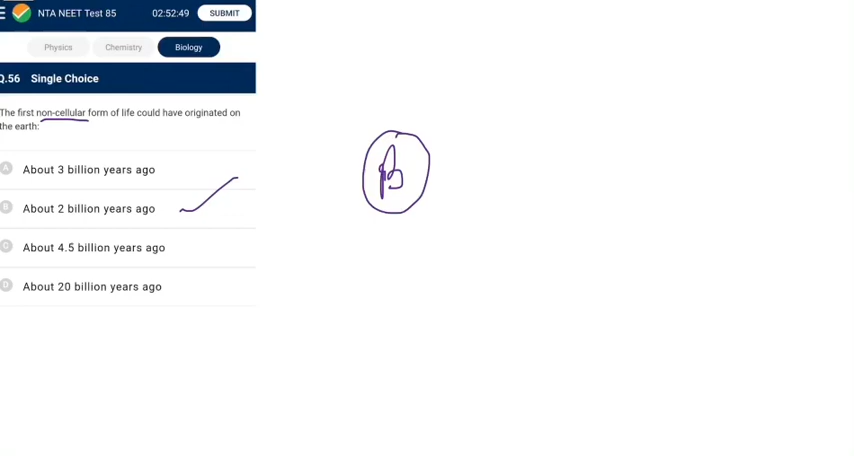 NTA NEET Test 85 02:52:49 SUBMIT
Physics Chemistry Biology
Q.56 Single Choice
The first non-cellular form of life could have originated on
the earth:
A About 3 billion years ago
B About 2 billion years ago
C About 4.5 billion years ago
D About 20 billion years ago
B